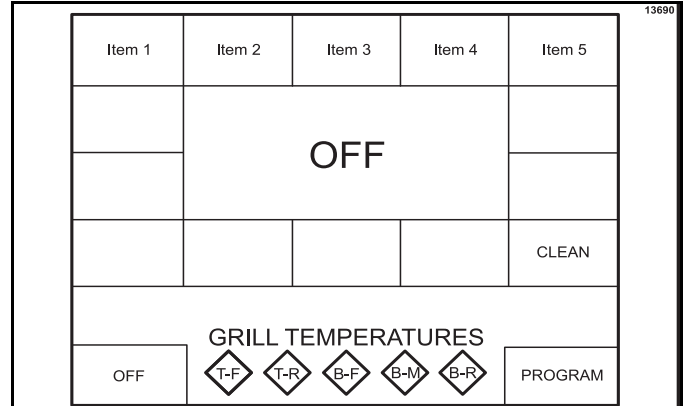 13690
Item 1 Item 2 Item 3 Item 4 Item 5
OFF
CLEAN
GRILL TEMPERATURES
OFF T-F T-R B-F B-M B-R PROGRAM